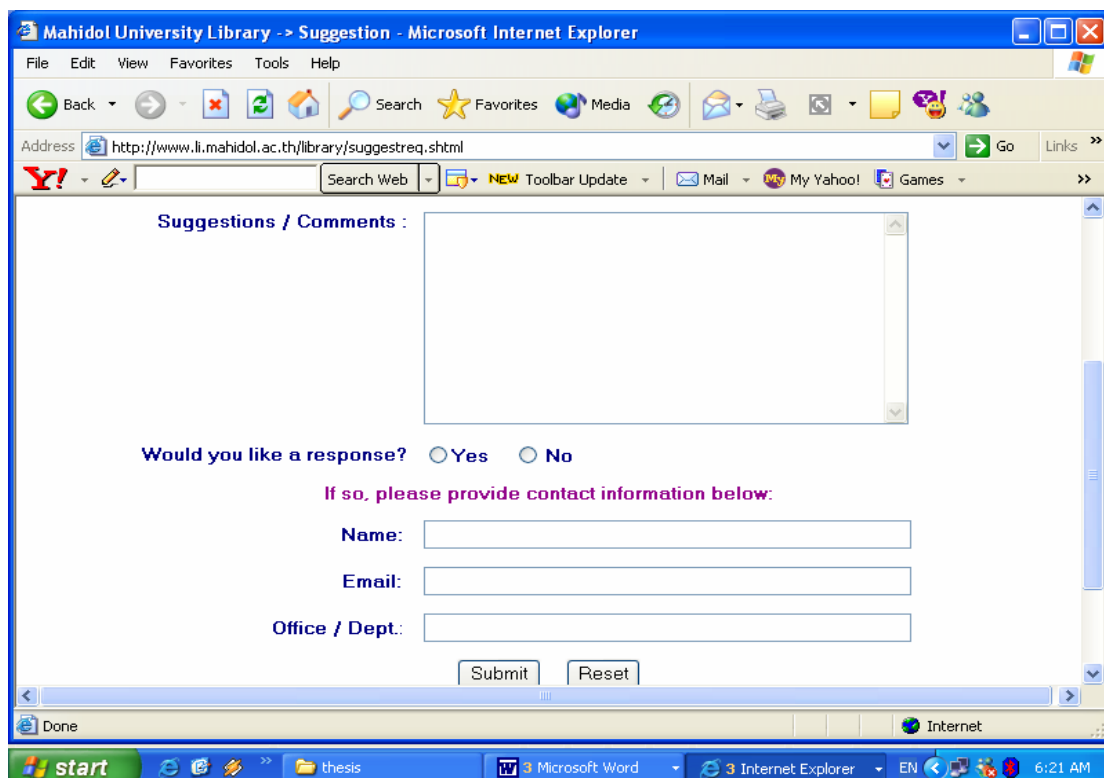 Mahidol University Library -> Suggestion - Microsoft Internet Explorer
File Edit View Favorites Tools Help
Back Search Favorites Media
Address http://www.li.mahidol.ac.th/library/suggestreq.shtml Go Links »
Y! Search Web NEW Toolbar Update Mail My My Yahoo! Games »
Suggestions / Comments :
Would you like a response? Yes No
If so, please provide contact information below:
Name:
Email:
Office / Dept.:
Submit Reset
Done Internet
start » thesis W 3 Microsoft Word 3 Internet Explorer EN 6:21 AM